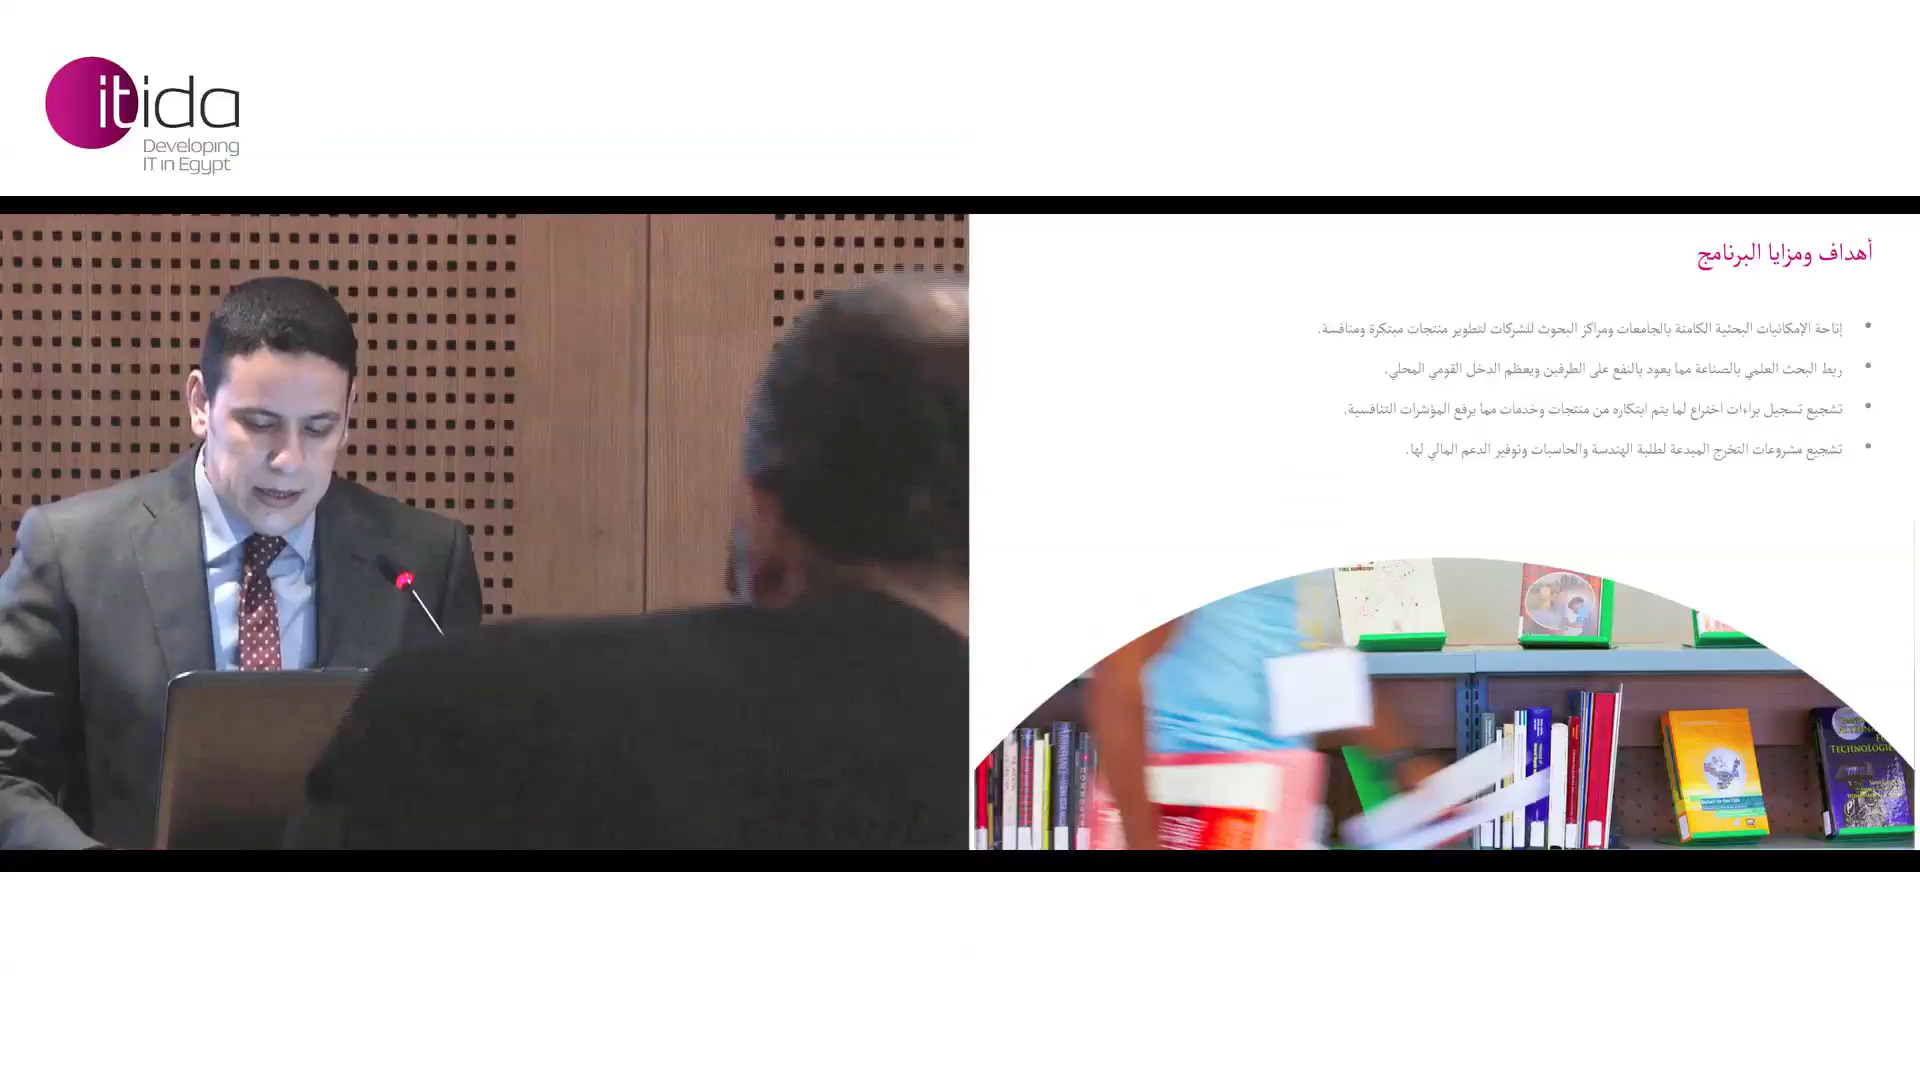 itida
Developing
IT in Egypt
أهداف ومزايا البرنامج
• إتاحة الإمكانيات البحثية الكامنة بالجامعات ومراكز البحوث للشركات لتطوير منتجات مبتكرة ومنافسة.
• ربط البحث العلمي بالصناعة مما يعود بالنفع على الطرفين ويعظم الدخل القومي المحلي.
• تشجيع تسجيل براءات اختراع لما يتم ابتكاره من منتجات وخدمات مما يرفع المؤشرات التنافسية.
• تشجيع مشروعات التخرج المبدعة لطلبة الهندسة والحاسبات وتوفير الدعم المالي لها.
TECHNOLOGIE